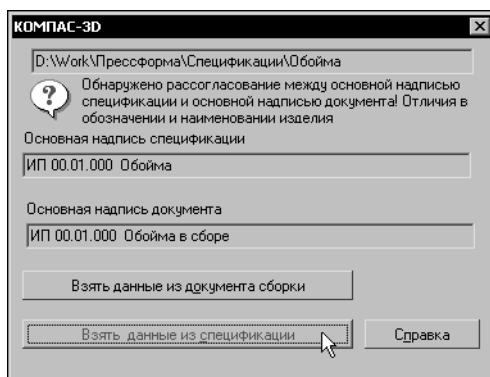 КОМПАС-3D
D:\Work\Прессформа\Спецификации\Обойма
Обнаружено рассогласование между основной надписью
спецификации и основной надписью документа! Отличия в
обозначении и наименовании изделия
Основная надпись спецификации
ИП 00.01.000 Обойма
Основная надпись документа
ИП 00.01.000 Обойма в сборе
Взять данные из документа сборки
Взять данные из спецификации
Справка